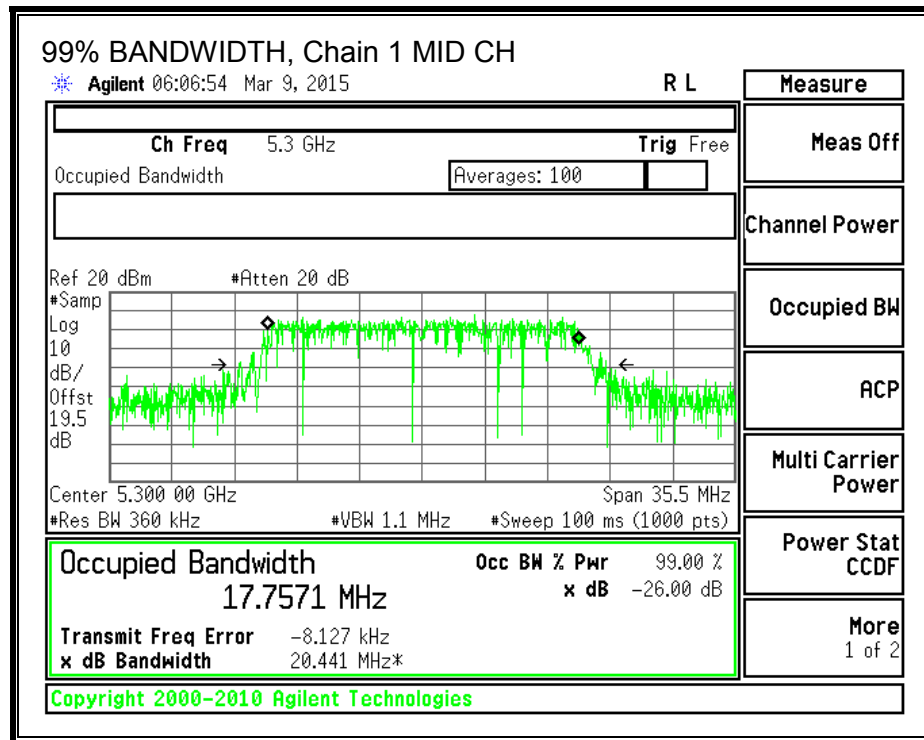 99% BANDWIDTH, Chain 1 MID CH
Agilent 06:06:54 Mar 9, 2015 R L
Measure
Ch Freq 5.3 GHz Trig Free
Occupied Bandwidth Averages: 100
Meas Off
Channel Power
Occupied BW
ACP
Multi Carrier
Power
Power Stat
CCDF
More
1 of 2
Ref 20 dBm #Atten 20 dB
#Samp
Log
10
dB/
Offst
19.5
dB
Center 5.300 00 GHz Span 35.5 MHz
#Res BW 360 kHz #VBW 1.1 MHz #Sweep 100 ms (1000 pts)
Occupied Bandwidth
17.7571 MHz
Occ BW % Pwr 99.00 %
x dB -26.00 dB
Transmit Freq Error -8.127 kHz
x dB Bandwidth 20.441 MHz*
Copyright 2000-2010 Agilent Technologies